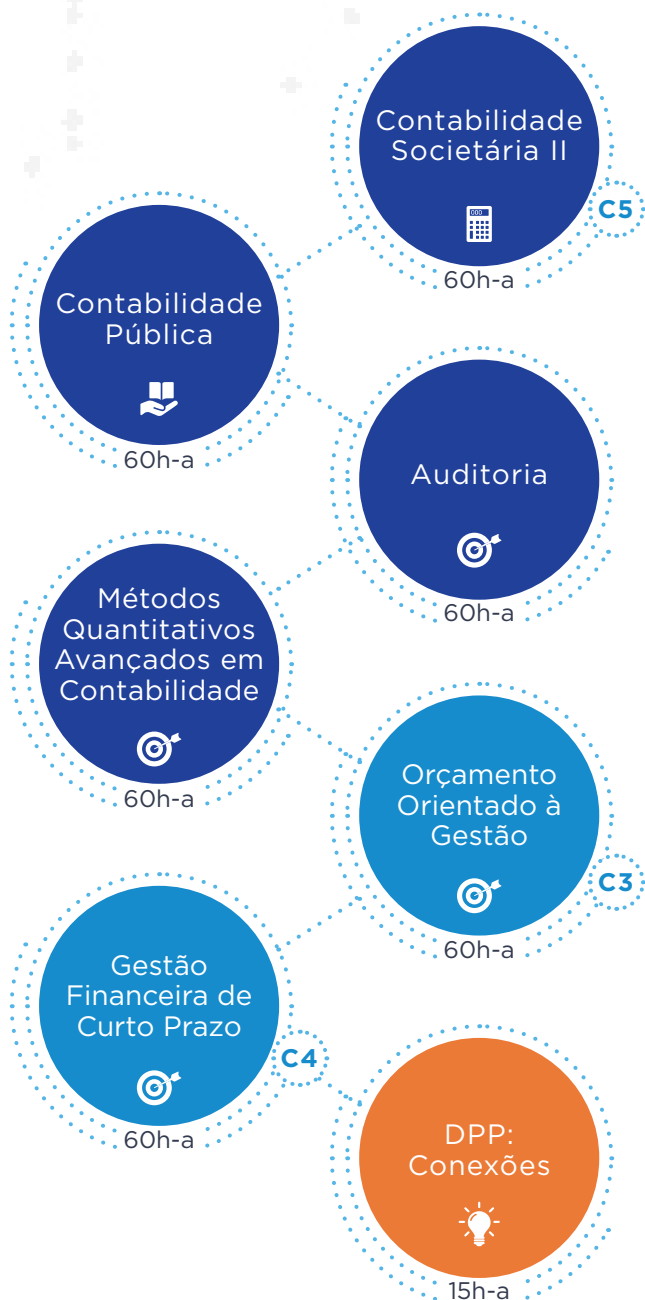 Contabilidade
Societária II
C5
60h-a
Contabilidade
Pública
60h-a
Auditoria
60h-a
Métodos
Quantitativos
Avançados em
Contabilidade
60h-a
Orçamento
Orientado à
Gestão
C3
60h-a
Gestão
Financeira de
Curto Prazo
C4
60h-a
DPP:
Conexões
15h-a